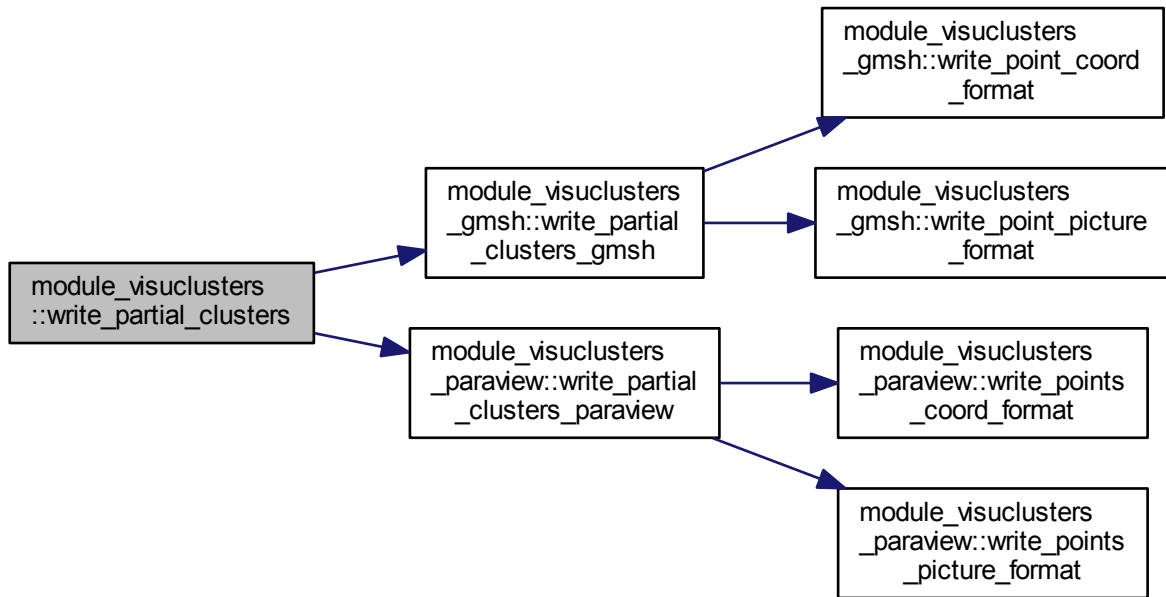 module_visuclusters
_gmsh::write_point_coord
_format
module_visuclusters
_gmsh::write_partial
_clusters_gmsh
module_visuclusters
_gmsh::write_point_picture
_format
module_visuclusters
::write_partial_clusters
module_visuclusters
_paraview::write_partial
_clusters_paraview
module_visuclusters
_paraview::write_points
_coord_format
module_visuclusters
_paraview::write_points
_picture_format